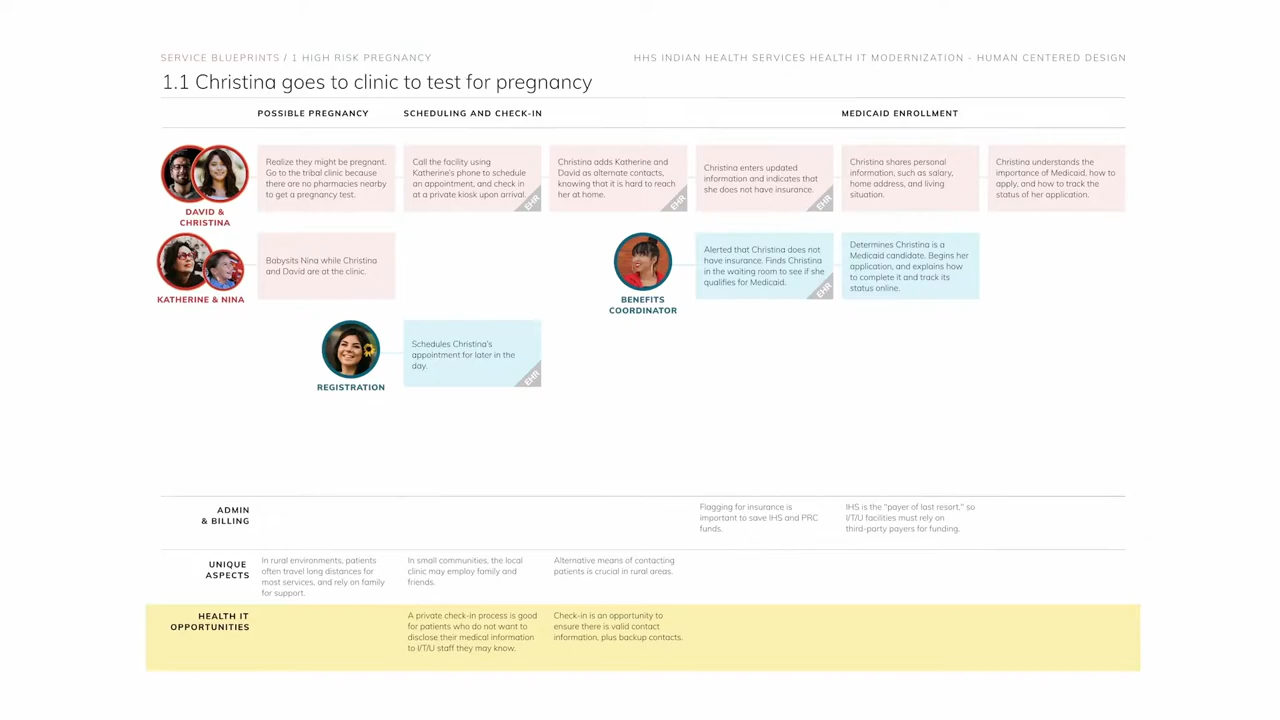 SERVICE BLUEPRINTS / 1 HIGH RISK PREGNANCY
HHS INDIAN HEALTH SERVICES HEALTH IT MODERNIZATION - HUMAN CENTERED DESIGN
1.1 Christina goes to clinic to test for pregnancy
POSSIBLE PREGNANCY
SCHEDULING AND CHECK-IN
MEDICAID ENROLLMENT
DAVID &
CHRISTINA
Realize they might be pregnant.
Go to the tribal clinic because
there are no pharmacies nearby
to get a pregnancy test.
Call the facility using
Katherine's phone to schedule
an appointment, and check in
at a private kiosk upon arrival.
EHR
Christina adds Katherine and
David as alternate contacts,
knowing that it is hard to reach
her at home.
EHR
Christina enters updated
information and indicates that
she does not have insurance.
EHR
Christina shares personal
information, such as salary,
home address, and living
situation.
Christina understands the
importance of Medicaid, how to
apply, and how to track the
status of her application.
KATHERINE & NINA
Babysits Nina while Christina
and David are at the clinic.
BENEFITS
COORDINATOR
Alerted that Christina does not
have insurance. Finds Christina
in the waiting room to see if she
qualifies for Medicaid.
EHR
Determines Christina is a
Medicaid candidate. Begins her
application, and explains how
to complete it and track its
status online.
REGISTRATION
Schedules Christina's
appointment for later in the
day.
EHR
ADMIN
& BILLING
Flagging for insurance is
important to save IHS and PRC
funds.
IHS is the "payer of last resort," so
I/T/U facilities must rely on
third-party payers for funding.
UNIQUE
ASPECTS
In rural environments, patients
often travel long distances for
most services, and rely on family
for support.
In small communities, the local
clinic may employ family and
friends.
Alternative means of contacting
patients is crucial in rural areas.
HEALTH IT
OPPORTUNITIES
A private check-in process is good
for patients who do not want to
disclose their medical information
to I/T/U staff they may know.
Check-in is an opportunity to
ensure there is valid contact
information, plus backup contacts.